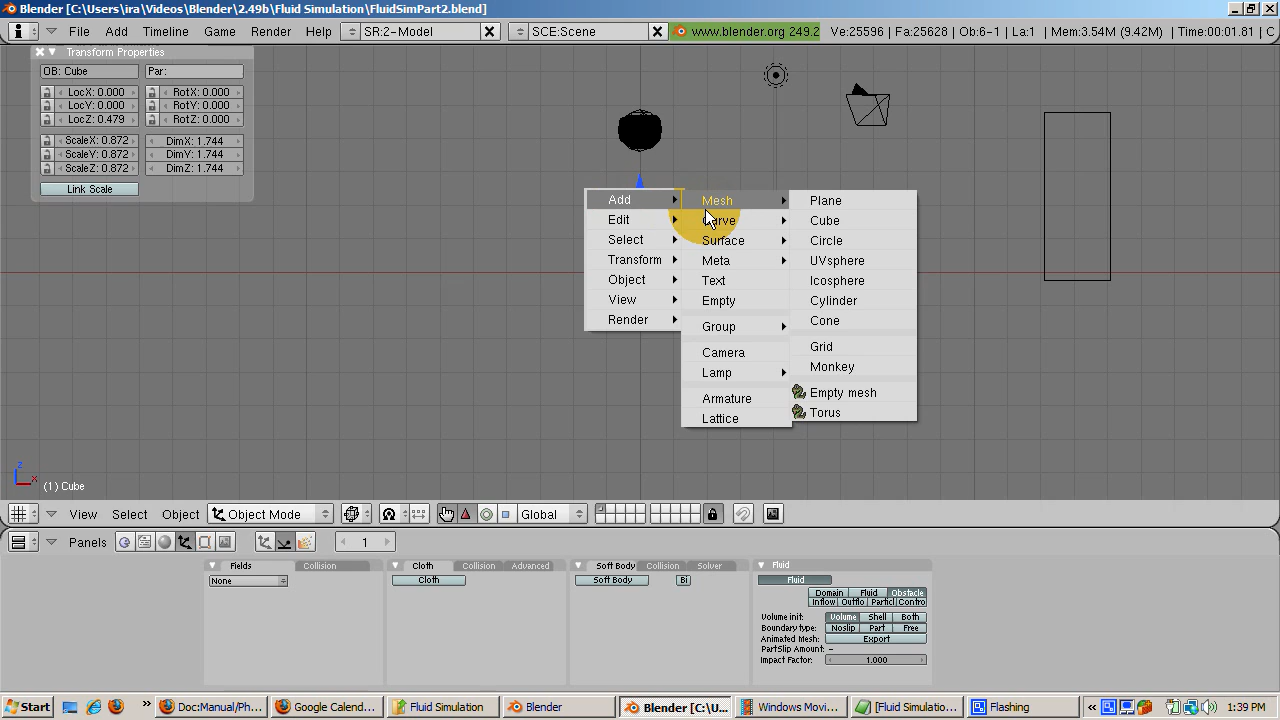 Blender [C:\Users\ira\Videos\Blender\2.49b\Fluid Simulation\FluidSimPart2.blend]
File Add Timeline Game Render Help SR:2-Model SCE:Scene www.blender.org 249.2 Ve:25596 | Fa:25620 | Ob:6-1 | La:1 | Mem:3.54M (9.42M) | Time:00:01.81 | C
Transform Properties
OB: Cube Par:
LocX: 0.000 RotX: 0.000
LocY: 0.000 RotY: 0.000
LocZ: 0.479 RotZ: 0.000
ScaleX: 0.872 DimX: 1.744
ScaleY: 0.872 DimY: 1.744
ScaleZ: 0.872 DimZ: 1.744
Link Scale
Add
Edit
Select
Transform
Object
View
Render
Mesh
Curve
Surface
Meta
Text
Empty
Group
Camera
Lamp
Armature
Lattice
Plane
Cube
Circle
UVsphere
Icosphere
Cylinder
Cone
Grid
Monkey
Empty mesh
Torus
z
x
(1) Cube
View Select Object Object Mode Global
Panels 1
Fields Collision
None
Cloth Collision Advanced
Cloth
Soft Body Collision Solver
Soft Body Bi
Fluid
Fluid
Domain Fluid Obstacle
Inflow Outflo Particl Contro
Volume init: Volume Shell Both
Boundary type: Noslip Part Free
Animated Mesh: Export
PartSlip Amount: –
Impact Factor: 1.000
Start » Doc:Manual/Ph... Google Calend... Fluid Simulation Blender Blender [C:\U... Windows Movi... [Fluid Simulatio... Flashing « 1:39 PM